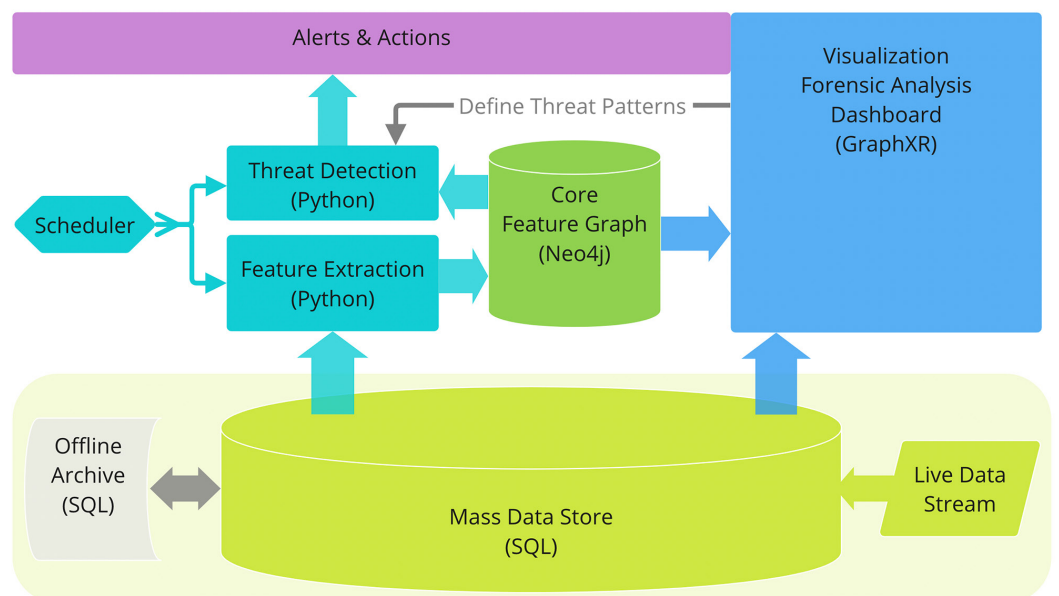 Alerts & Actions
Visualization
Forensic Analysis
Dashboard
(GraphXR)
Define Threat Patterns
Threat Detection
(Python)
Core
Feature Graph
(Neo4j)
Scheduler
Feature Extraction
(Python)
Offline
Archive
(SQL)
Mass Data Store
(SQL)
Live Data
Stream